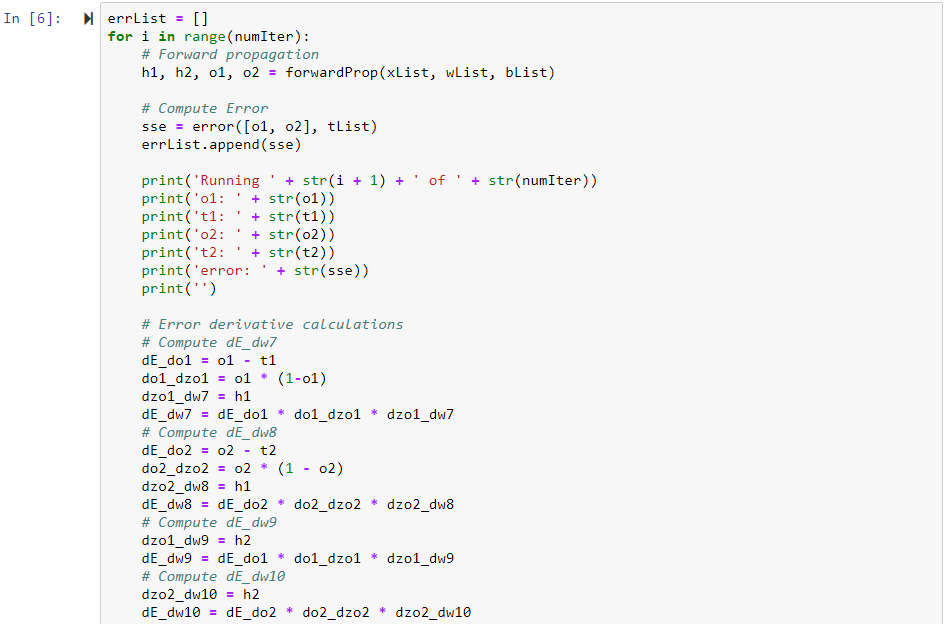 In [6]:
errList = []
for i in range(numIter):
    # Forward propagation
    h1, h2, o1, o2 = forwardProp(xList, wList, bList)

    # Compute Error
    sse = error([o1, o2], tList)
    errList.append(sse)

    print('Running ' + str(i + 1) + ' of ' + str(numIter))
    print('o1: ' + str(o1))
    print('t1: ' + str(t1))
    print('o2: ' + str(o2))
    print('t2: ' + str(t2))
    print('error: ' + str(sse))
    print('')

    # Error derivative calculations
    # Compute dE_dw7
    dE_do1 = o1 - t1
    do1_dzo1 = o1 * (1-o1)
    dzo1_dw7 = h1
    dE_dw7 = dE_do1 * do1_dzo1 * dzo1_dw7
    # Compute dE_dw8
    dE_do2 = o2 - t2
    do2_dzo2 = o2 * (1 - o2)
    dzo2_dw8 = h1
    dE_dw8 = dE_do2 * do2_dzo2 * dzo2_dw8
    # Compute dE_dw9
    dzo1_dw9 = h2
    dE_dw9 = dE_do1 * do1_dzo1 * dzo1_dw9
    # Compute dE_dw10
    dzo2_dw10 = h2
    dE_dw10 = dE_do2 * do2_dzo2 * dzo2_dw10